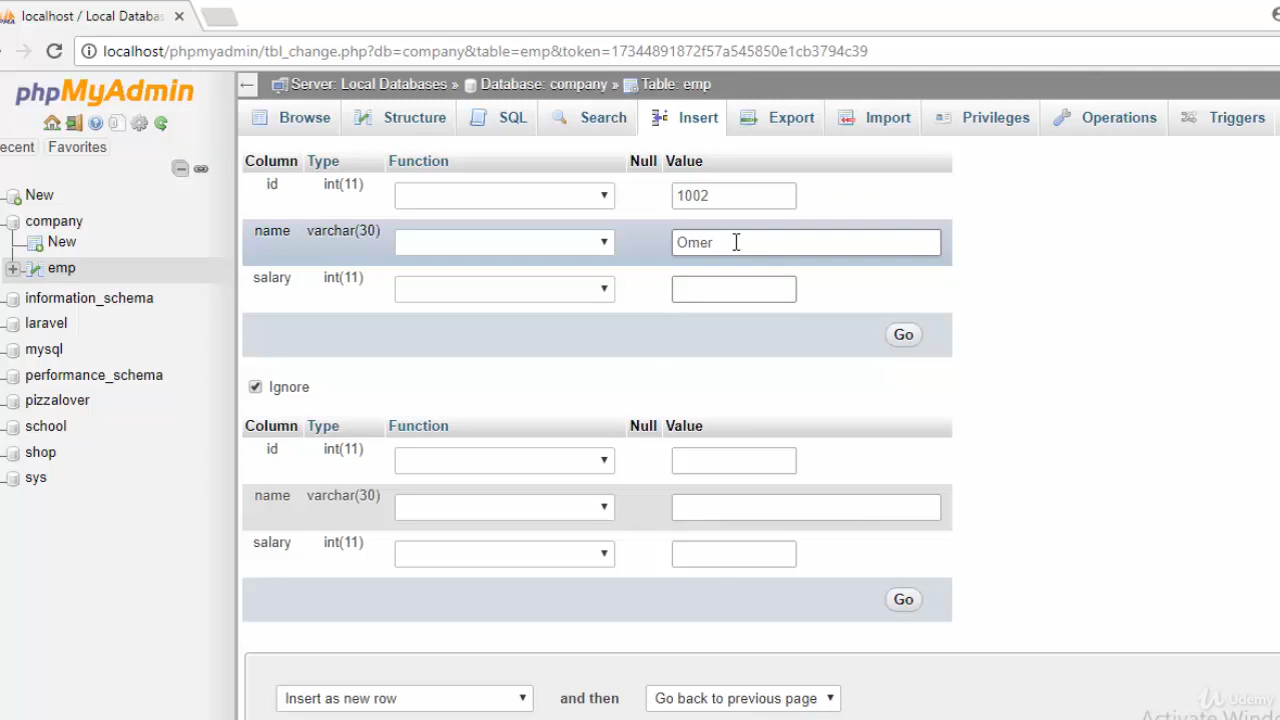 localhost / Local Databas
localhost/phpmyadmin/tbl_change.php?db=company&table=emp&token=17344891872f57a545850e1cb3794c39
phpMyAdmin
Server: Local Databases » Database: company » Table: emp
Browse Structure SQL Search Insert Export Import Privileges Operations Triggers
ecent Favorites
New
company
New
emp
information_schema
laravel
mysql
performance_schema
pizzalover
school
shop
sys
Column Type Function Null Value
id int(11) 1002
name varchar(30) Omer
salary int(11)
Go
Ignore
Column Type Function Null Value
id int(11)
name varchar(30)
salary int(11)
Go
Insert as new row and then Go back to previous page
Udemy
Activate Wind